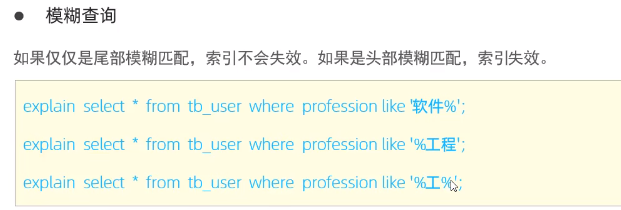 ● 模糊查询
如果仅仅是尾部模糊匹配，索引不会失效。如果是头部模糊匹配，索引失效。
explain select * from tb_user where profession like '软件%';
explain select * from tb_user where profession like '%工程';
explain select * from tb_user where profession like '%工%';